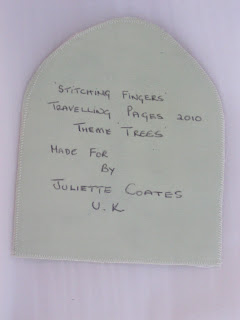 'STITCHING FINGERS'
TRAVELLING PAGES 2010
THEME 'TREES'
MADE FOR
BY
JULIETTE COATES
U.K